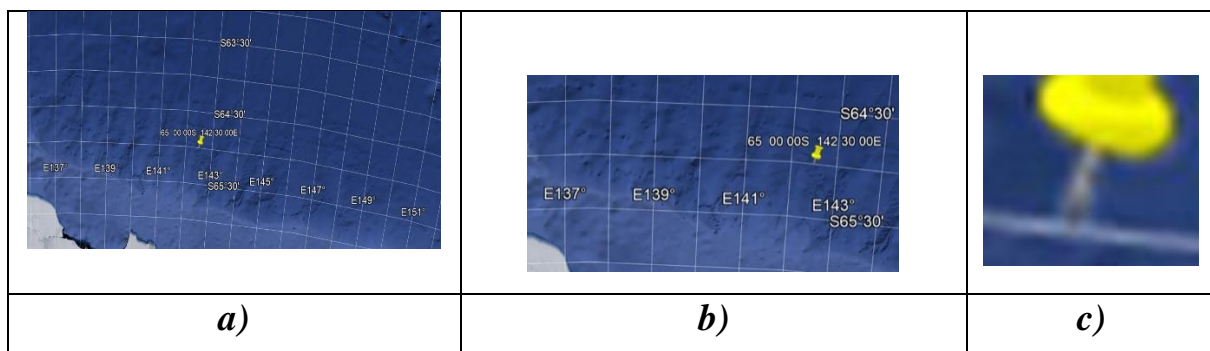 S63°30'
S64°30'
65 00 00S 142 30 00E
E137° E139 E141° E143° E145° E147° E149° E151°
S65°30'
S64°30'
65 00 00S 142 30 00E
E137° E139° E141° E143°
S65°30'
a) b) c)